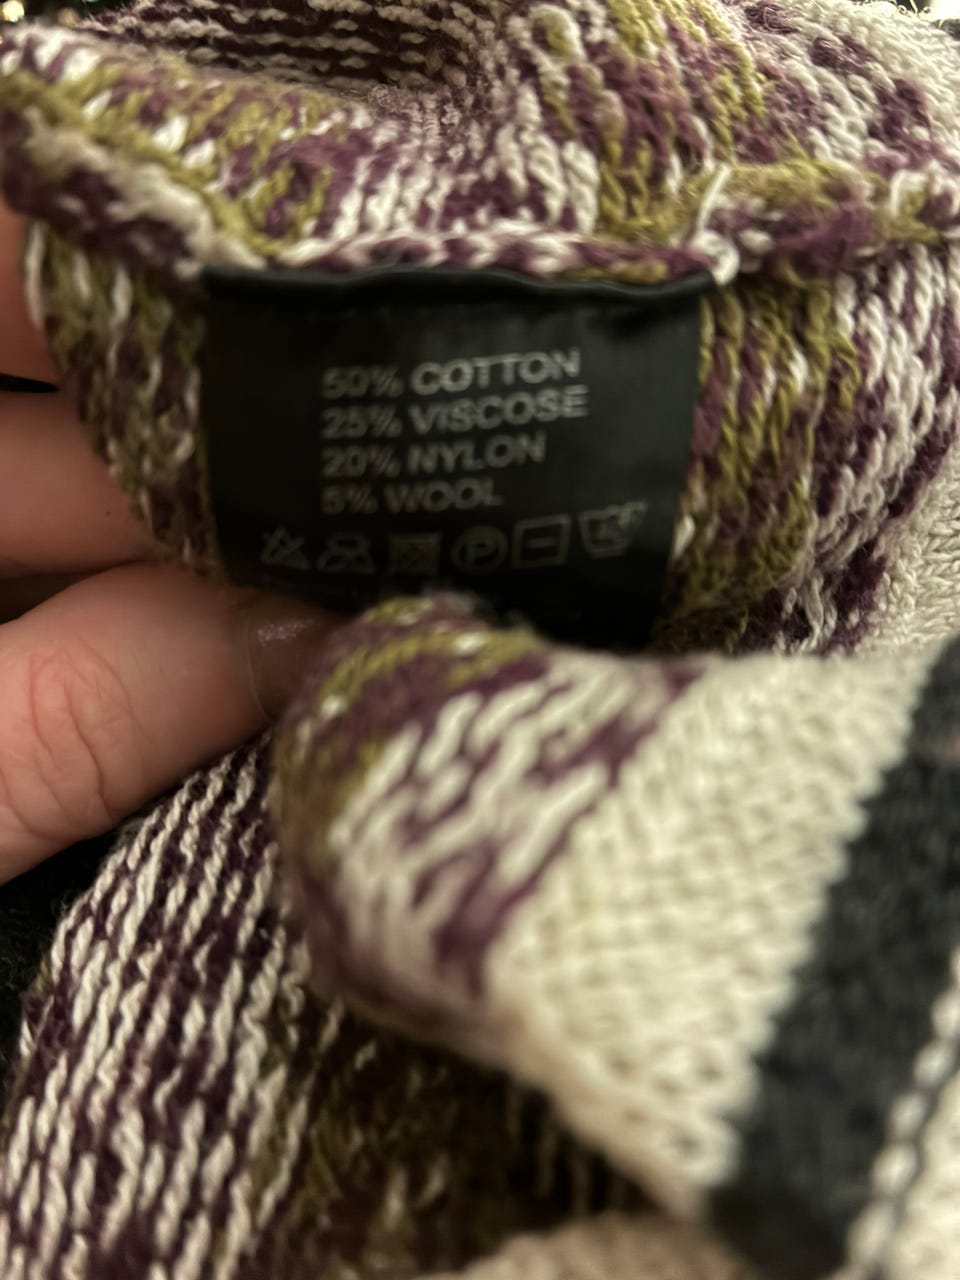 50% COTTON
25% VISCOSE
20% NYLON
5% WOOL
P